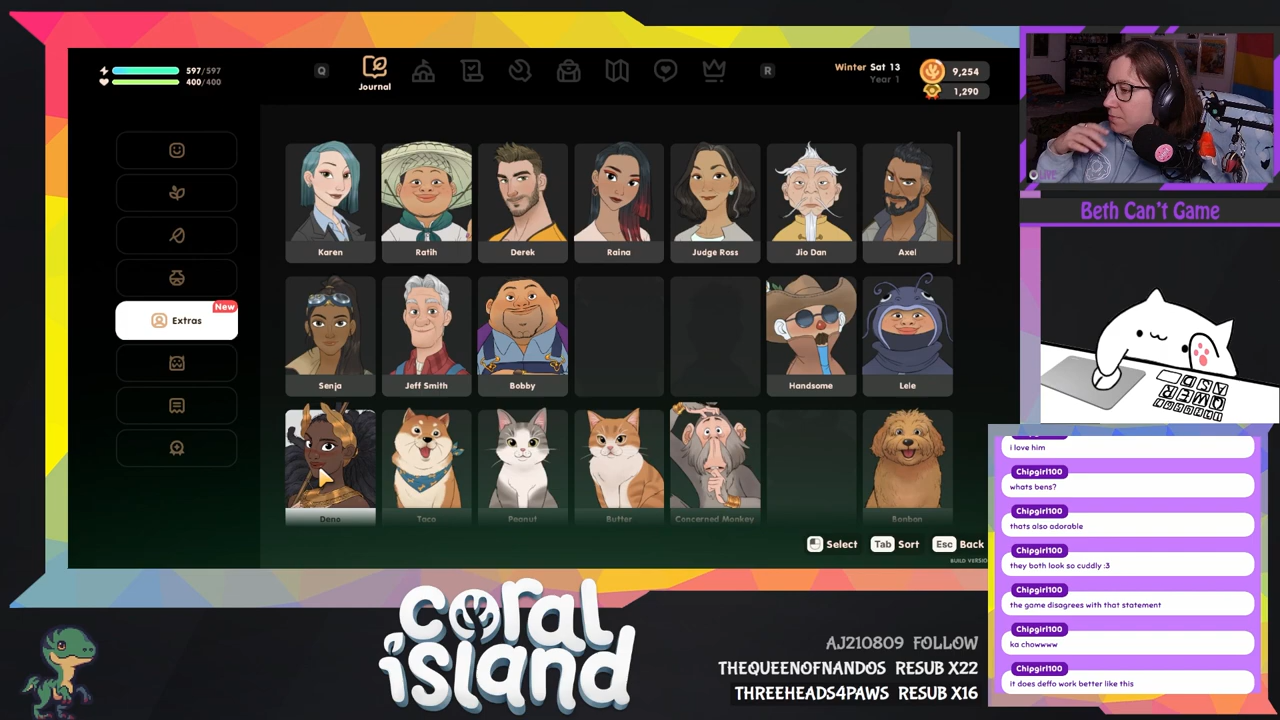 597/597
400/400
Q
Journal
R
Winter Sat 13
Year 1
9,254
1,290
LIVE
Beth Can't Game
New
Extras
Karen
Ratih
Derek
Raina
Judge Ross
Jio Dan
Axel
Senja
Jeff Smith
Bobby
Handsome
Lele
Taco
Peanut
Butter
Concerned Monkey
Bonbon
Select
Tab Sort
Esc Back
BUILD VERSIO
i love him
Chipgirl100
whats bens?
Chipgirl100
thats also adorable
Chipgirl100
they both look so cuddly :3
Chipgirl100
the game disagrees with that statement
Chipgirl100
ka chowwww
Chipgirl100
it does deffo work better like this
coral
island
AJ210809 FOLLOW
THEQUEENOFNANDOS RESUB X22
THREEHEADS4PAWS RESUB X16